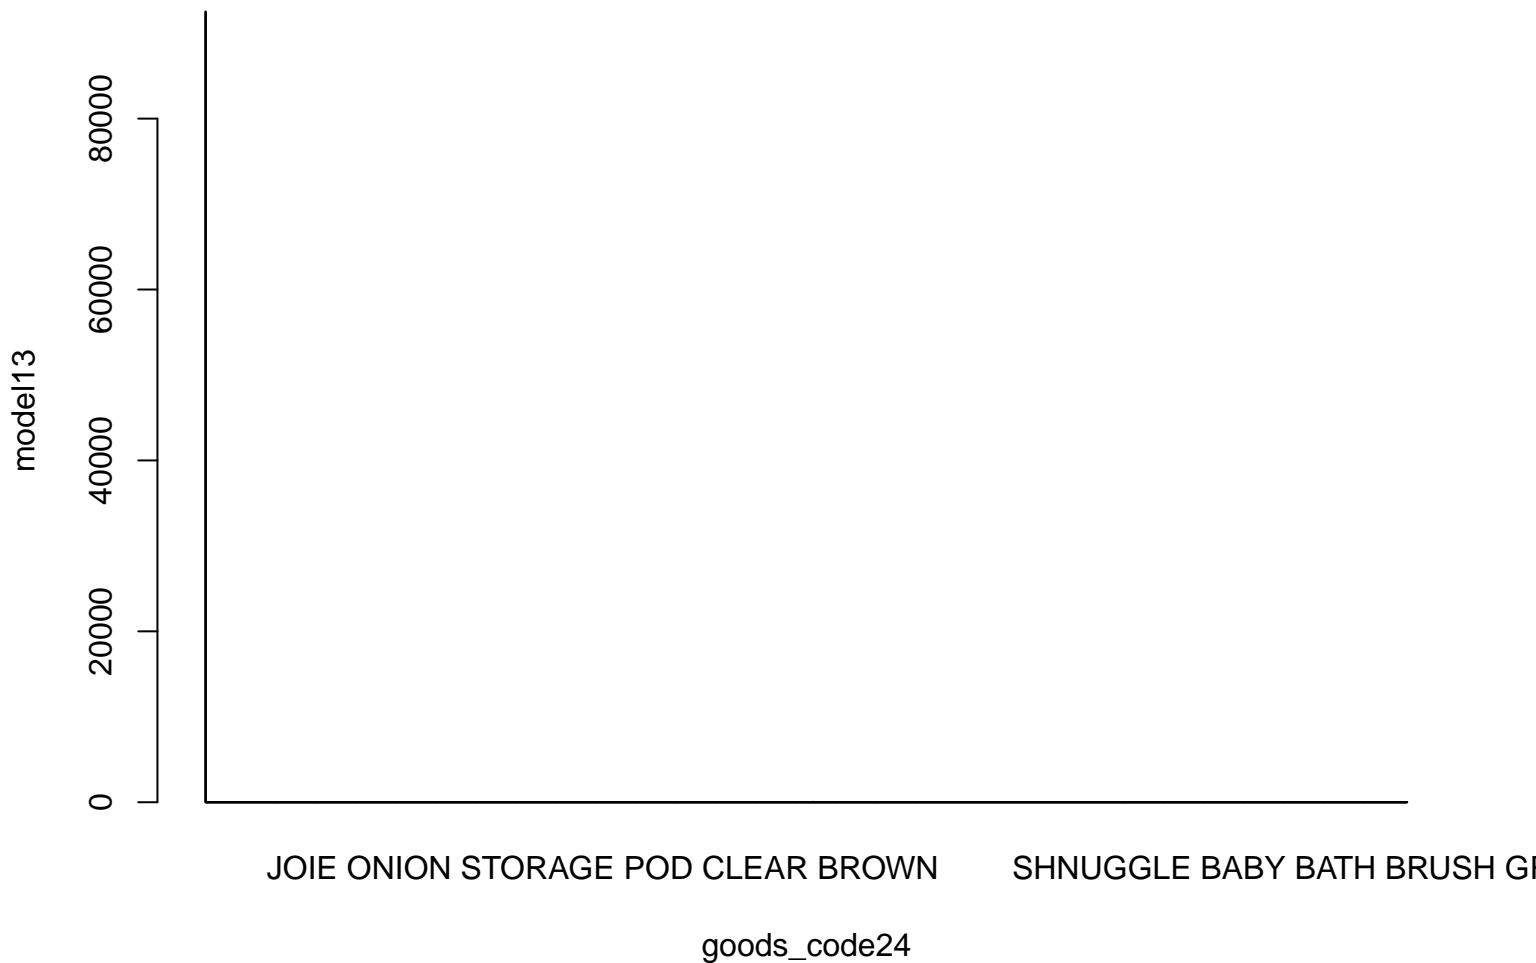 80000
60000
40000
20000
0
model13
JOIE ONION STORAGE POD CLEAR BROWN
SHNUGGLE BABY BATH BRUSH
goods_code24